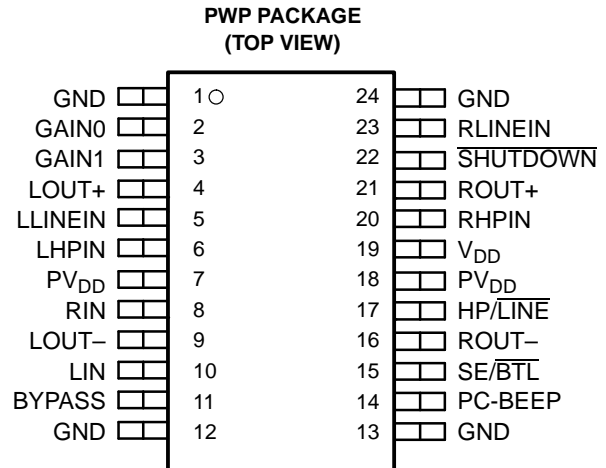 PWP PACKAGE
(TOP VIEW)
GND 1 24 GND
GAIN0 2 23 RLINEIN
GAIN1 3 22 SHUTDOWN
LOUT+ 4 21 ROUT+
LLINEIN 5 20 RHPIN
LHPIN 6 19 VDD
PVDD 7 18 PVDD
RIN 8 17 HP/LINE
LOUT– 9 16 ROUT–
LIN 10 15 SE/BTL
BYPASS 11 14 PC-BEEP
GND 12 13 GND